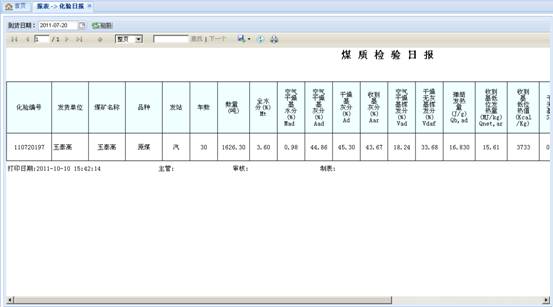 首页 报表 -> 化验日报
到货日期： 2011-07-20 刷新
1 / 1 整页 查找 | 下一个
煤 质 检 验 日 报
化验编号 发货单位 煤矿名称 品种 发站 车数 数量(吨) 全水分(%)Mt 空气干燥基水分(%)Mad 空气干燥基灰分(%)Aad 干燥基灰分(%)Ad 收到基灰分(%)Aar 空气干燥基挥发分(%)Vad 干燥无灰基挥发分(%)Vdaf 弹筒发热量(J/g)Qb,ad 收到基低位发热量(MJ/kg)Qnet,ar 收到基低位热值(Kcal/Kg)
110720197 玉泰高 玉泰高 原煤 汽 30 1626.30 3.60 0.98 44.86 45.30 43.67 18.24 33.68 16.830 15.61 3733 0
打印日期:2011-10-10 15:42:14 主管: 审核: 制表: